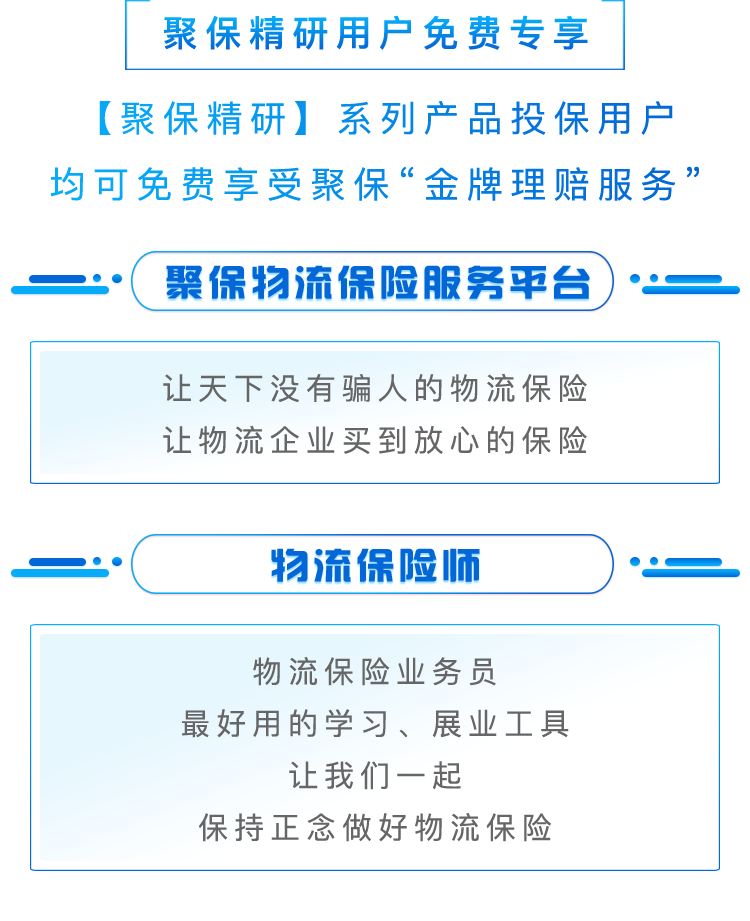 聚保精研用户免费专享
【聚保精研】系列产品投保用户
均可免费享受聚保“金牌理赔服务”
聚保物流保险服务平台
让天下没有骗人的物流保险
让物流企业买到放心的保险
物流保险师
物流保险业务员
最好用的学习、展业工具
让我们一起
保持正念做好物流保险